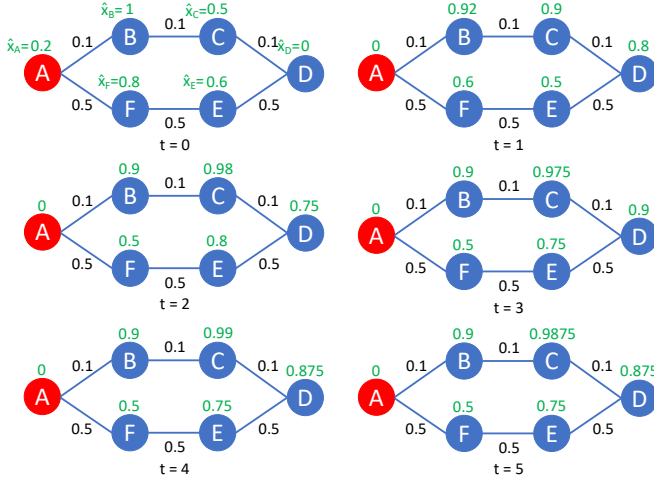 x̂B= 1
x̂C=0.5
x̂A=0.2
B
0.1
C
x̂D=0
0.1
0.1
A
x̂F=0.8
x̂E=0.6
D
0.5
F
E
0.5
0.5
t = 0
0.92
0.9
0
B
0.1
C
0.8
0.1
0.1
A
0.6
0.5
D
0.5
F
E
0.5
0.5
t = 1
0.9
0.98
0
B
0.1
C
0.75
0.1
0.1
A
0.5
0.8
D
0.5
F
E
0.5
0.5
t = 2
0.9
0.975
0
B
0.1
C
0.9
0.1
0.1
A
0.5
0.75
D
0.5
F
E
0.5
0.5
t = 3
0.9
0.99
0
B
0.1
C
0.875
0.1
0.1
A
0.5
0.75
D
0.5
F
E
0.5
0.5
t = 4
0.9
0.9875
0
B
0.1
C
0.875
0.1
0.1
A
0.5
0.75
D
0.5
F
E
0.5
0.5
t = 5